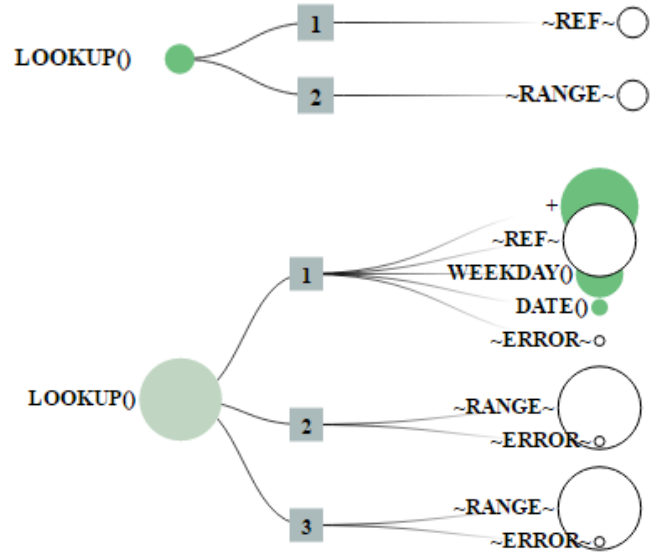 1
~REF~
LOOKUP()
2
~RANGE~
+
~REF~
1
WEEKDAY()
DATE()
~ERROR~
LOOKUP()
~RANGE~
2
~ERROR~
~RANGE~
3
~ERROR~